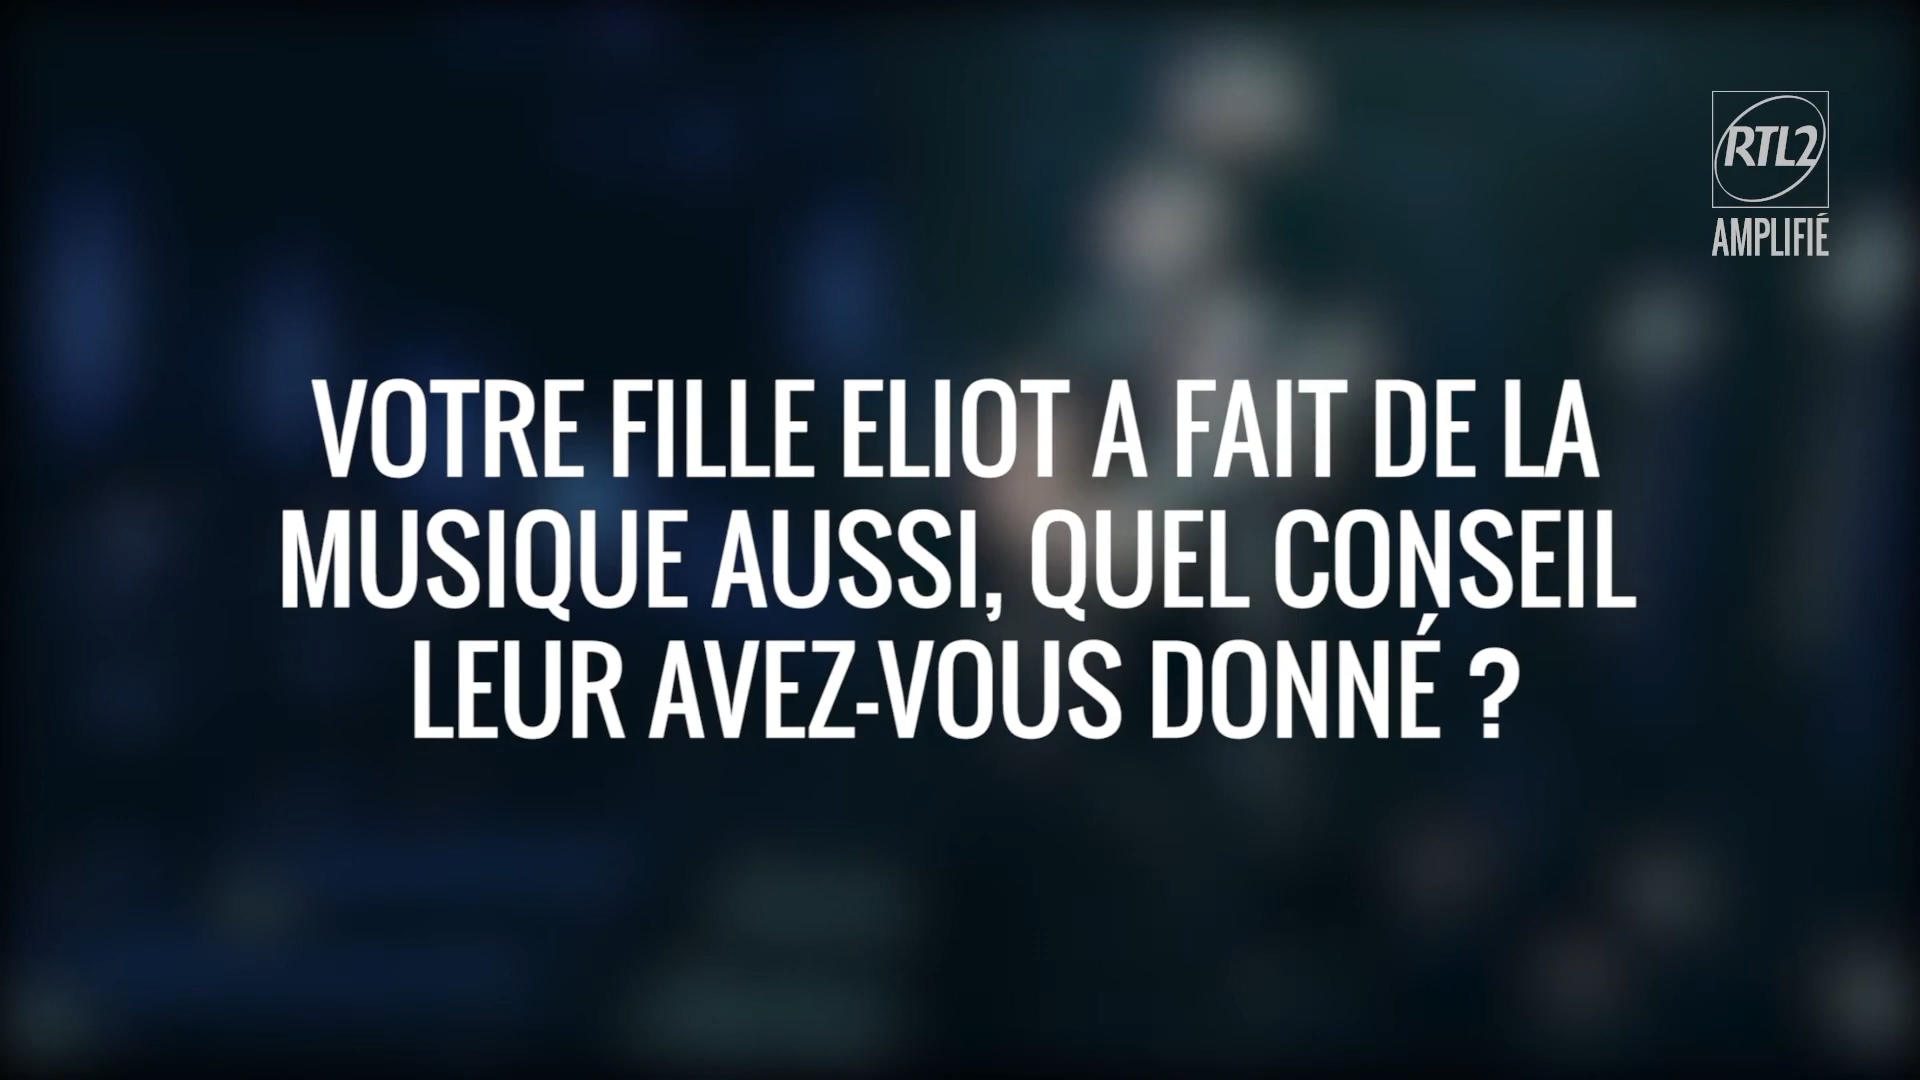 RTL2
AMPLIFIÉ
VOTRE FILLE ELIOT A FAIT DE LA
MUSIQUE AUSSI, QUEL CONSEIL
LEUR AVEZ-VOUS DONNÉ ?